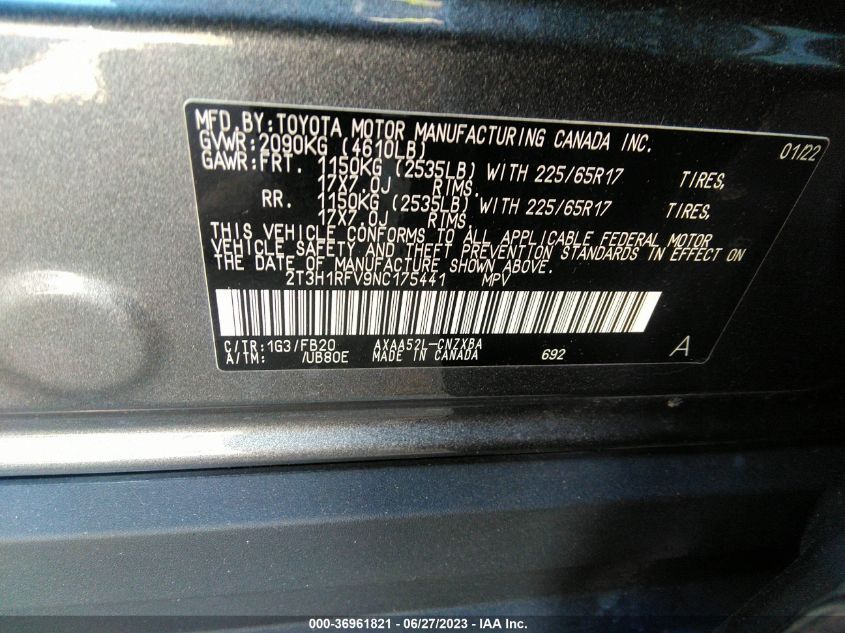 MFD.BY:TOYOTA MOTOR MANUFACTURING CANADA INC. 01/22
GVWR:2090KG (4610LB)
GAWR:FRT. 1150KG (2535LB) WITH 225/65R17 TIRES,
17X7.0J RIMS.
RR. 1150KG (2535LB) WITH 225/65R17 TIRES,
17X7.0J RIMS
THIS VEHICLE CONFORMS TO ALL APPLICABLE FEDERAL MOTOR
VEHICLE SAFETY AND THEFT PREVENTION STANDARDS IN EFFECT ON
THE DATE OF MANUFACTURE SHOWN ABOVE.
2T3H1RFV9NC175441 MPV
C/TR:1G3/FB20 AXAA52L-CNZXBA
A/TM: /UB80E MADE IN CANADA 692 A
000-36961821 - 06/27/2023 - IAA Inc.